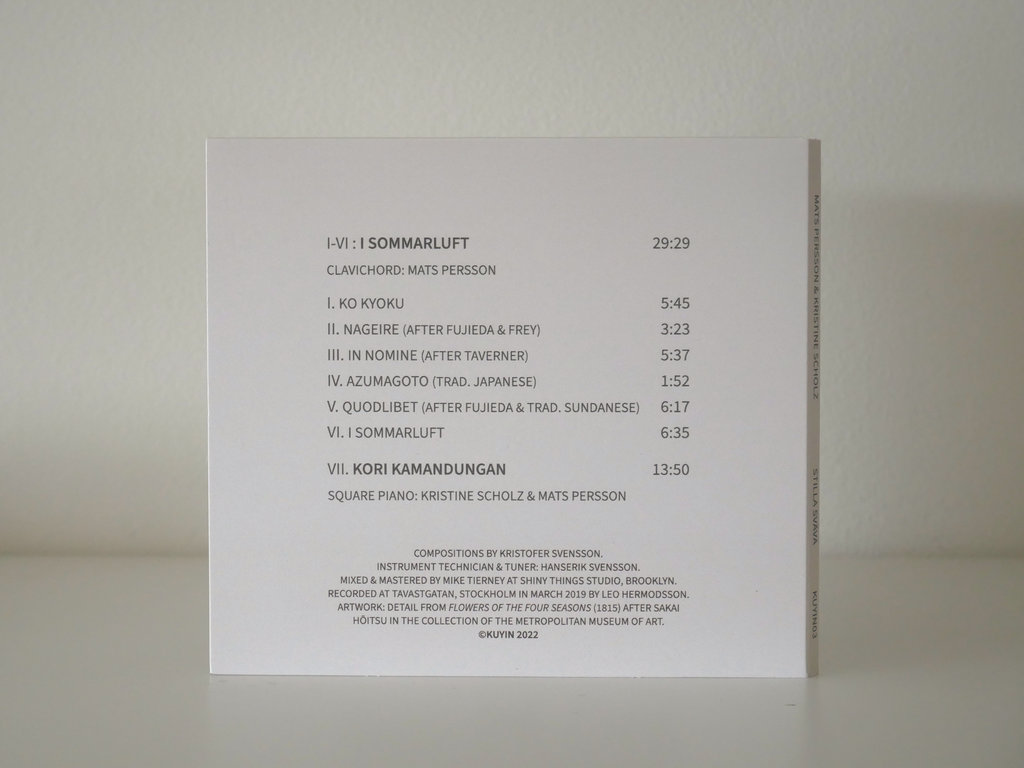 I-VI : I SOMMARLUFT 29:29
CLAVICHORD: MATS PERSSON
I. KO KYOKU 5:45
II. NAGEIRE (AFTER FUJIEDA & FREY) 3:23
III. IN NOMINE (AFTER TAVERNER) 5:37
IV. AZUMAGOTO (TRAD. JAPANESE) 1:52
V. QUODLIBET (AFTER FUJIEDA & TRAD. SUNDANESE) 6:17
VI. I SOMMARLUFT 6:35
VII. KORI KAMANDUNGAN 13:50
SQUARE PIANO: KRISTINE SCHOLZ & MATS PERSSON
COMPOSITIONS BY KRISTOFER SVENSSON.
INSTRUMENT TECHNICIAN & TUNER: HANSERIK SVENSSON.
MIXED & MASTERED BY MIKE TIERNEY AT SHINY THINGS STUDIO, BROOKLYN.
RECORDED AT TAVASTGATAN, STOCKHOLM IN MARCH 2019 BY LEO HERMODSSON.
ARTWORK: DETAIL FROM FLOWERS OF THE FOUR SEASONS (1815) AFTER SAKAI
HŌITSU IN THE COLLECTION OF THE METROPOLITAN MUSEUM OF ART.
©KUYIN 2022
MATS PERSSON & KRISTINE SCHOLZ STILLA SVAVA KUYIN03